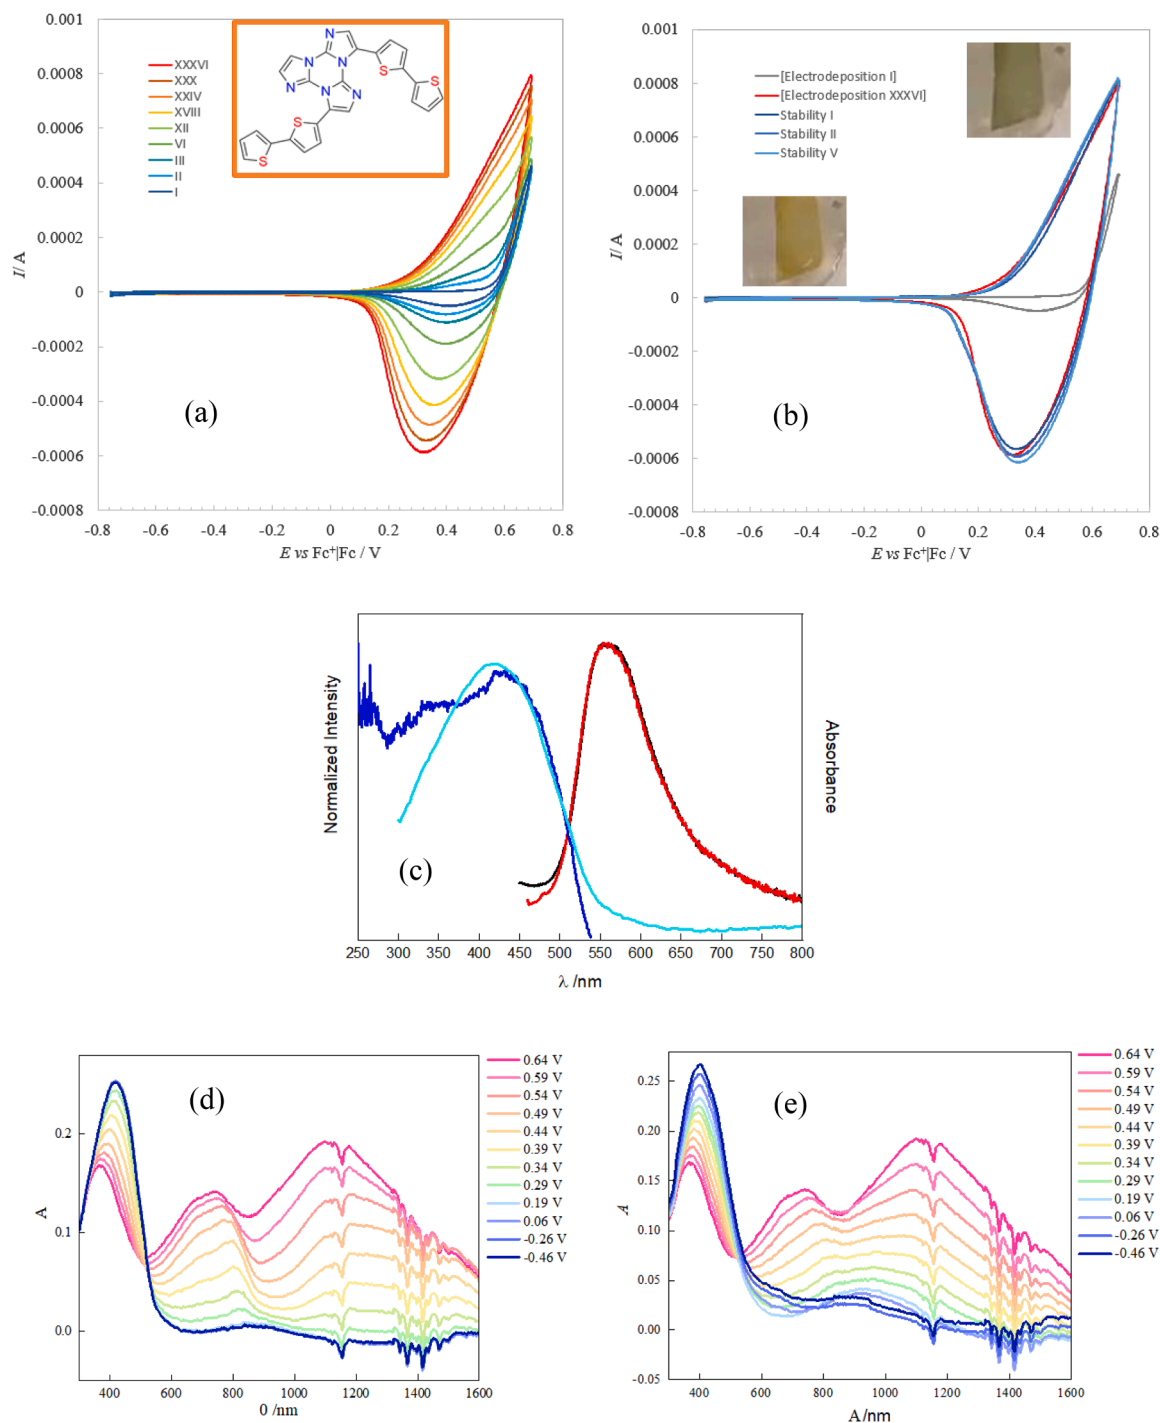 0.001
0.0008
0.0006
0.0004
0.0002
0
-0.0002
-0.0004
-0.0006
-0.0008
I/ A
XXXVI
XXX
XXIV
XVIII
XII
VI
III
II
I
N
S
N
N
S
N
N
N
N
S
S
(a)
-0.8 -0.6 -0.4 -0.2 0 0.2 0.4 0.6 0.8
E vs Fc⁺|Fc / V
0.001
0.0008
0.0006
0.0004
0.0002
0
-0.0002
-0.0004
-0.0006
-0.0008
I/ A
[Electrodeposition I]
[Electrodeposition XXXVI]
Stability I
Stability II
Stability V
(b)
-0.8 -0.6 -0.4 -0.2 0 0.2 0.4 0.6 0.8
E vs Fc⁺|Fc / V
Normalized Intensity
Absorbance
(c)
250 300 350 400 450 500 550 600 650 700 750 800
λ /nm
A
0.2
0.1
0.0
(d)
0.64 V
0.59 V
0.54 V
0.49 V
0.44 V
0.39 V
0.34 V
0.29 V
0.19 V
0.06 V
-0.26 V
-0.46 V
400 600 800 1000 1200 1400 1600
0 /nm
A
0.25
0.20
0.15
0.10
0.05
0.00
-0.05
(e)
0.64 V
0.59 V
0.54 V
0.49 V
0.44 V
0.39 V
0.34 V
0.29 V
0.19 V
0.06 V
-0.26 V
-0.46 V
400 600 800 1000 1200 1400 1600
A /nm